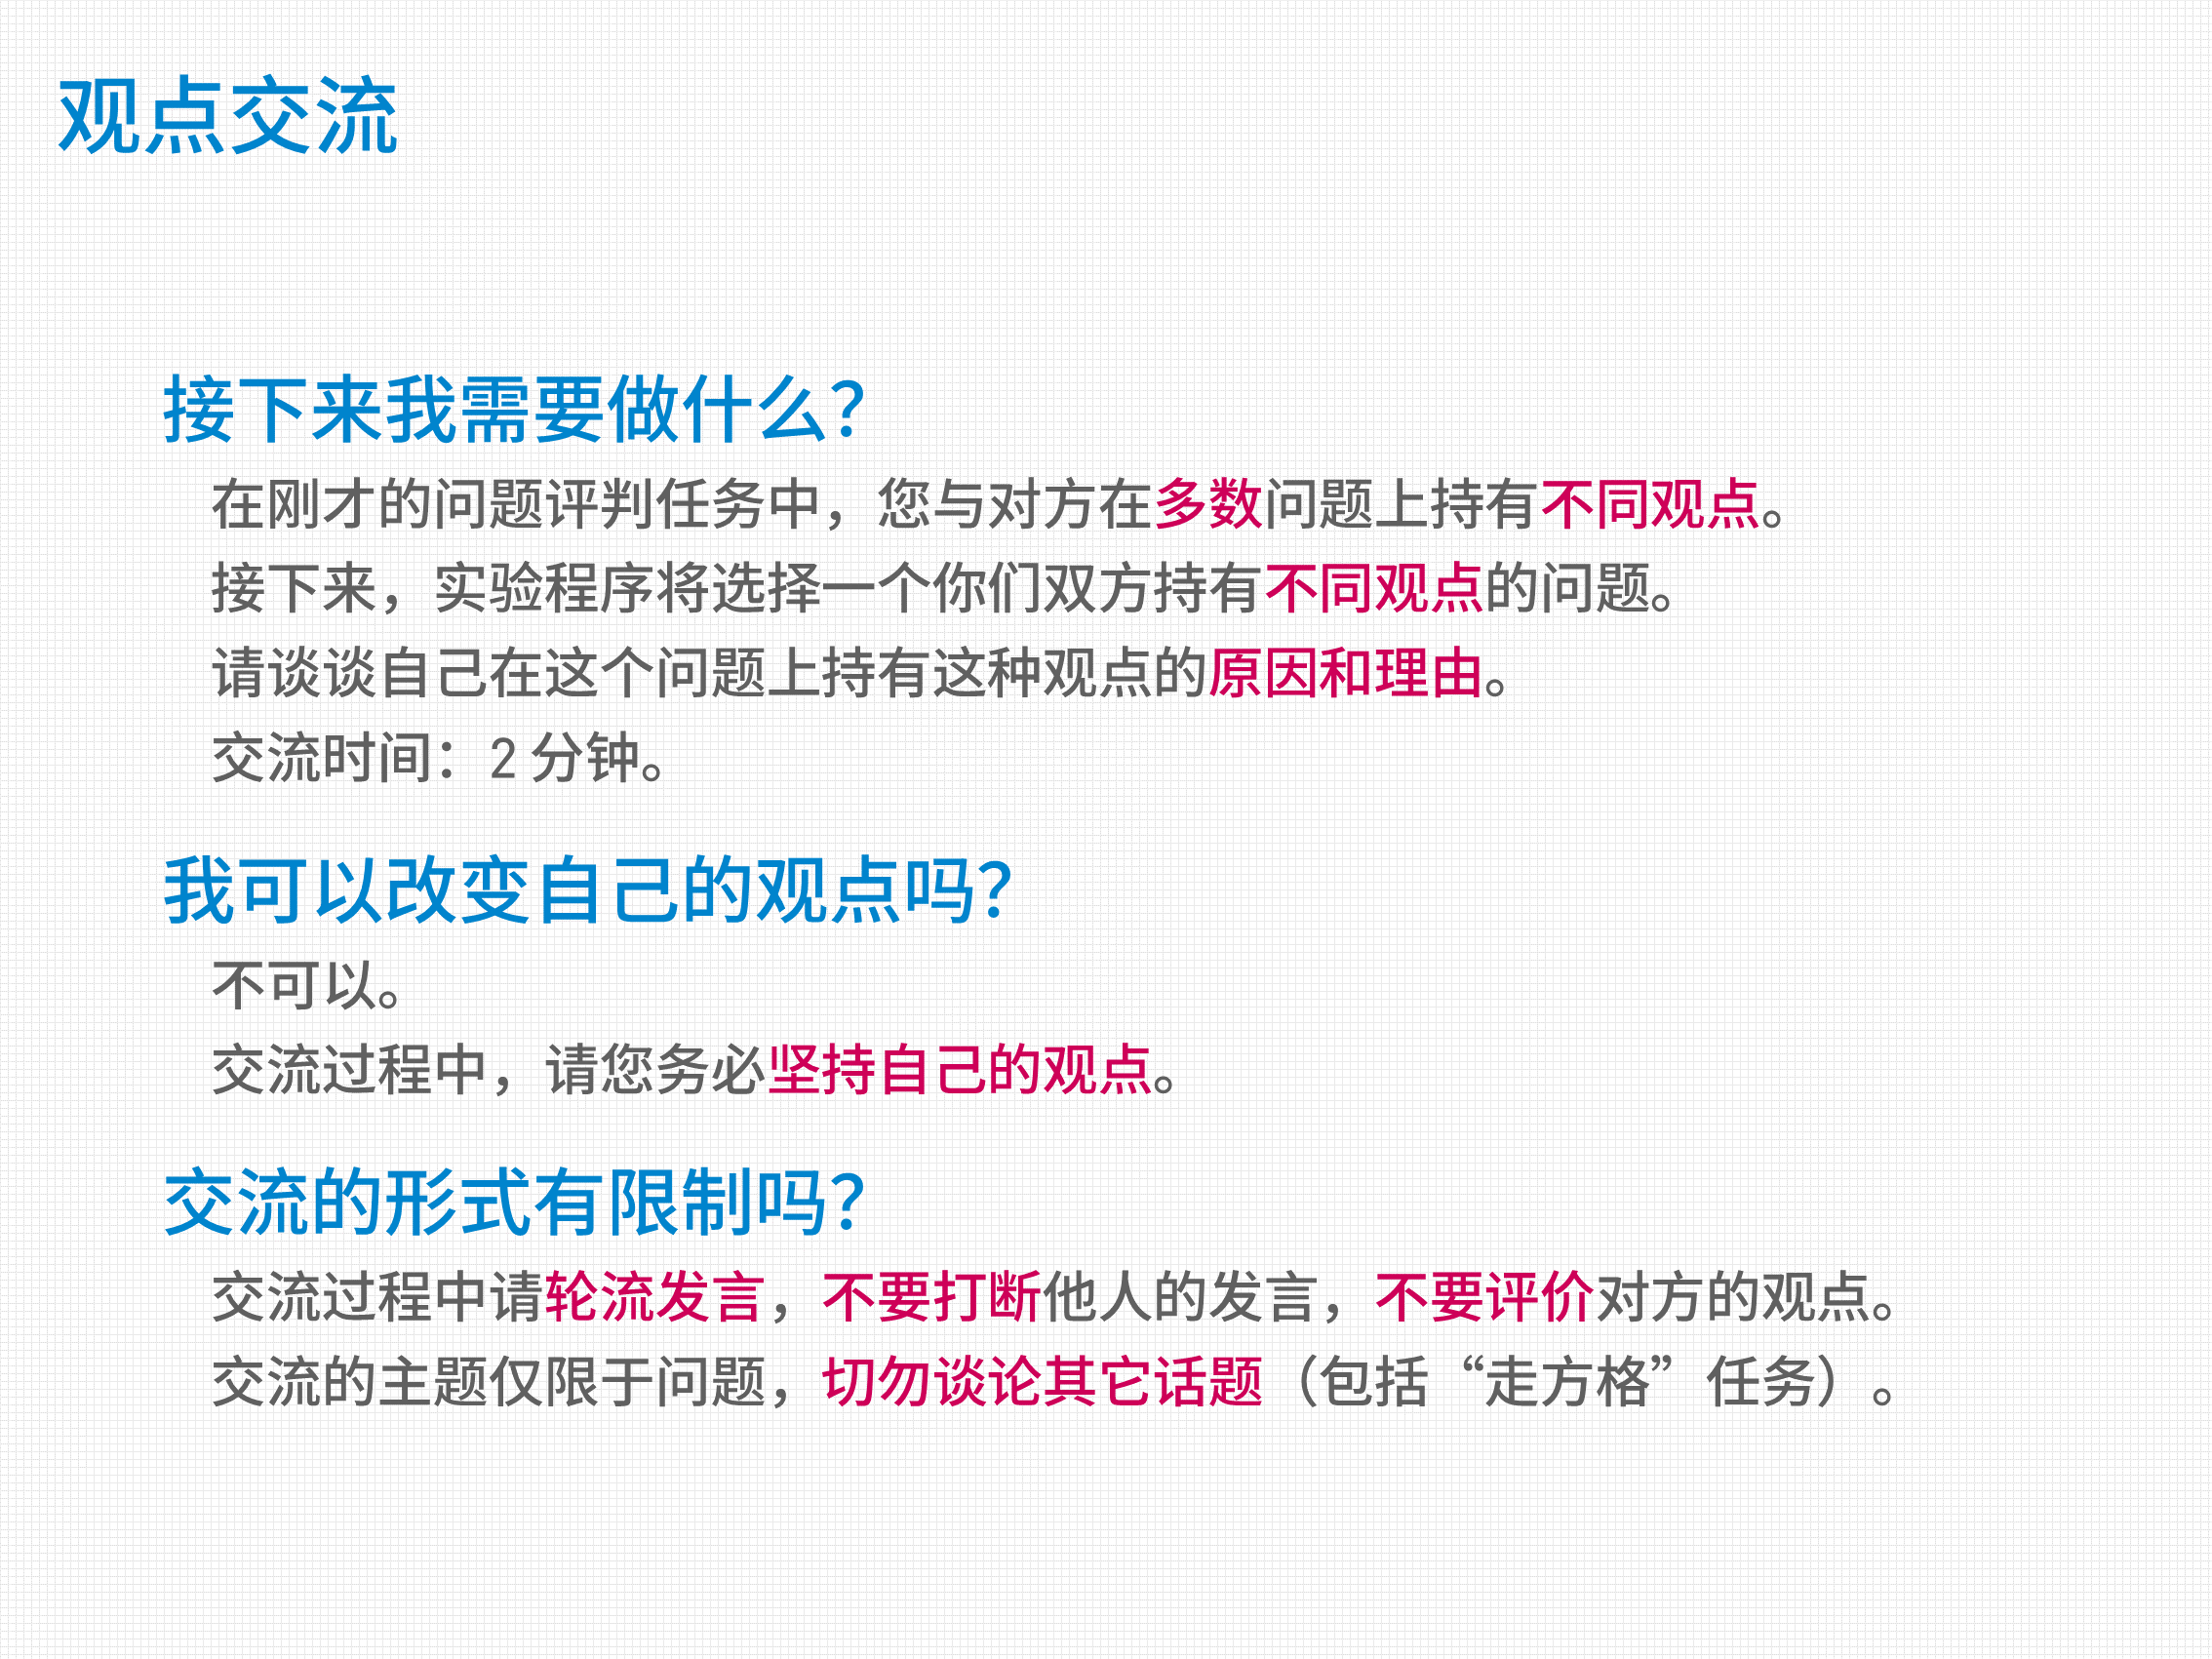 观点交流
接下来我需要做什么？
在刚才的问题评判任务中，您与对方在多数问题上持有不同观点。
接下来，实验程序将选择一个你们双方持有不同观点的问题。
请谈谈自己在这个问题上持有这种观点的原因和理由。
交流时间：2 分钟。
我可以改变自己的观点吗？
不可以。
交流过程中，请您务必坚持自己的观点。
交流的形式有限制吗？
交流过程中请轮流发言，不要打断他人的发言，不要评价对方的观点。
交流的主题仅限于问题，切勿谈论其它话题（包括“走方格”任务）。